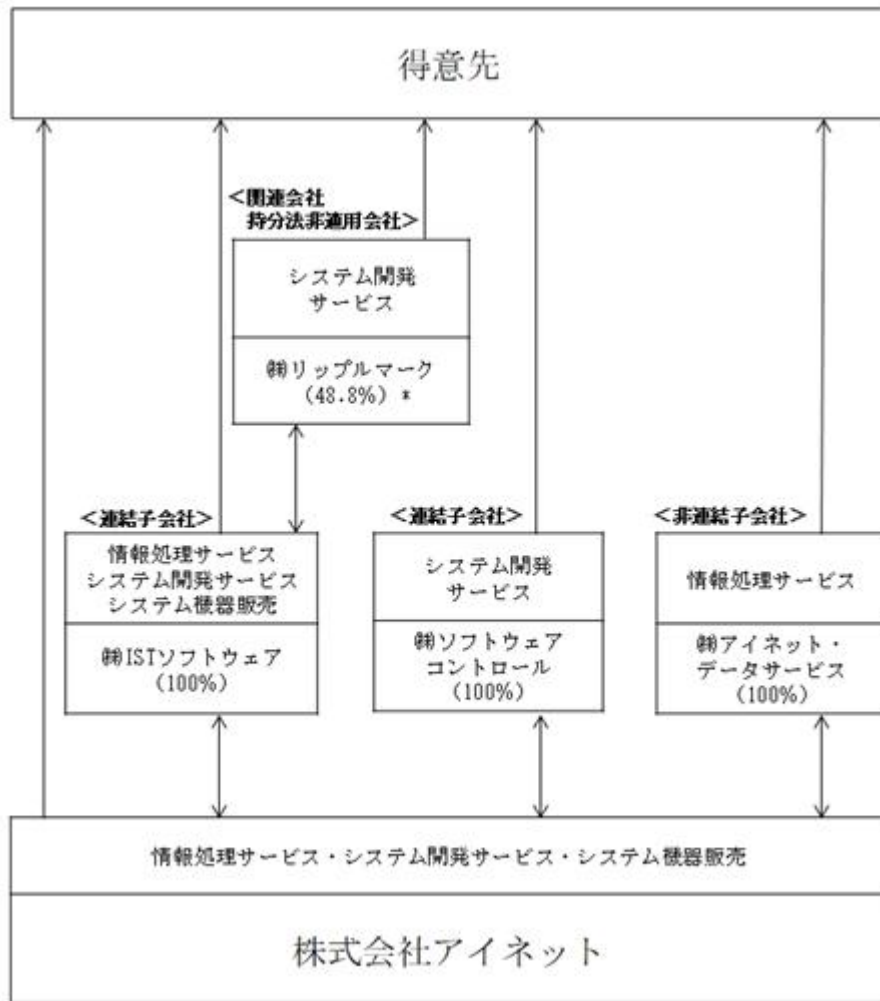 得意先
＜関連会社
持分法非適用会社＞
システム開発
サービス
㈱リップルマーク
(48.8%) *
＜連結子会社＞
情報処理サービス
システム開発サービス
システム機器販売
㈱ISTソフトウェア
(100%)
＜連結子会社＞
システム開発
サービス
㈱ソフトウェア
コントロール
(100%)
＜非連結子会社＞
情報処理サービス
㈱アイネット・
データサービス
(100%)
情報処理サービス・システム開発サービス・システム機器販売
株式会社アイネット